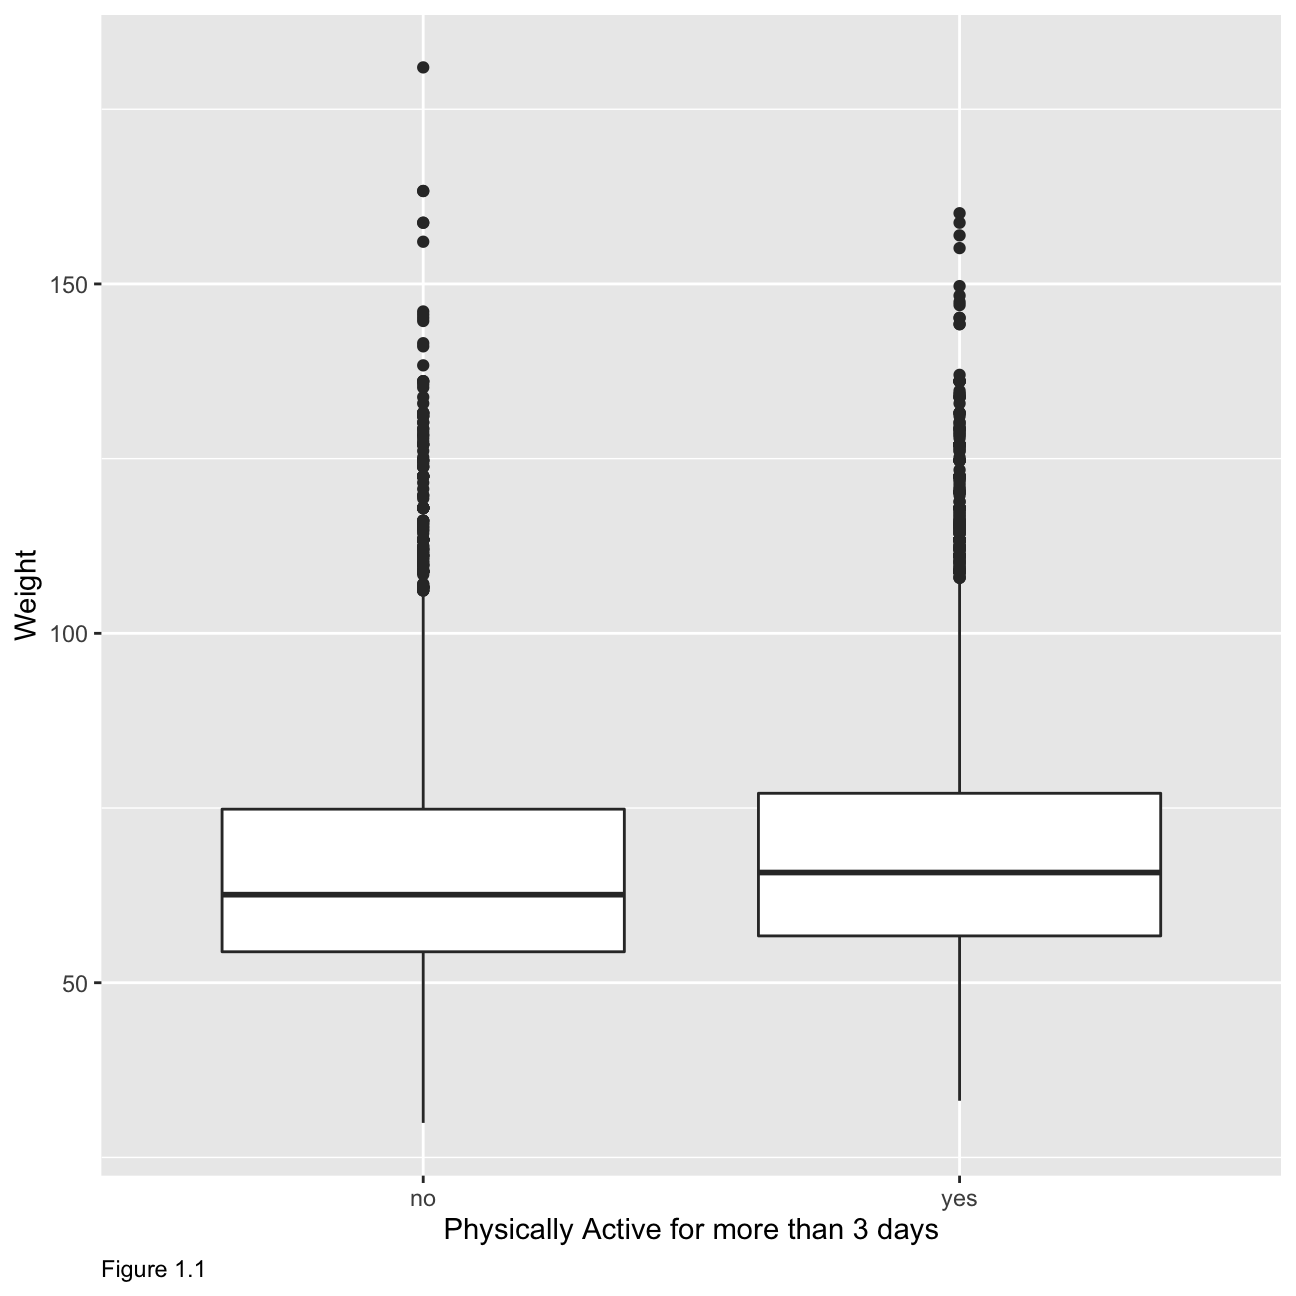 Weight
150
100
50
no yes
Physically Active for more than 3 days
Figure 1.1